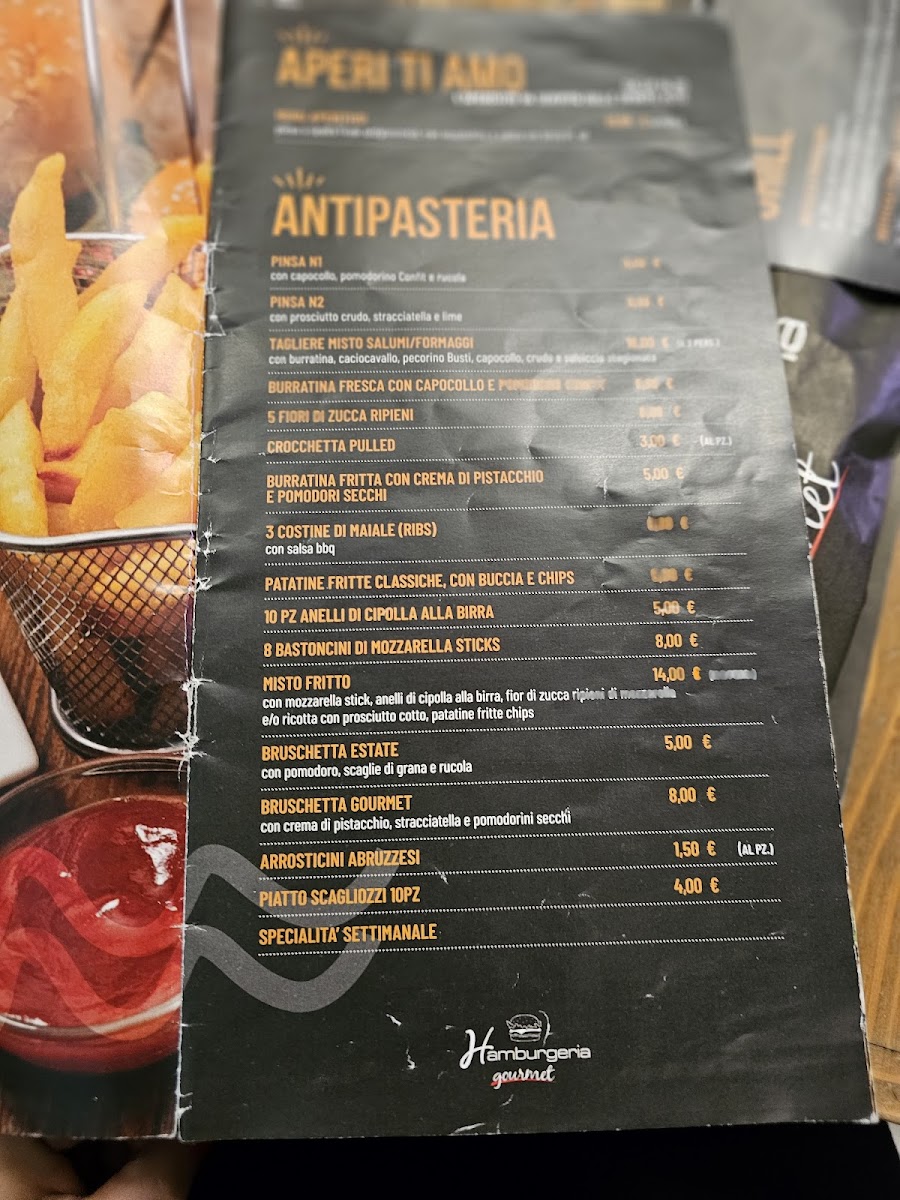 APERI TI AMO
ANTIPASTERIA
PINSA N1
con capocollo, pomodorino Confit e rucola
PINSA N2
con prosciutto crudo, stracciatella e lime
TAGLIERE MISTO SALUMI/FORMAGGI
con burratina, caciocavallo, pecorino Busti, capocollo, crudo e salsiccia stagionata
BURRATINA FRESCA CON CAPOCOLLO E POMODORI
5 FIORI DI ZUCCA RIPIENI
CROCCHETTA PULLED 3,00 € (AL PZ.)
BURRATINA FRITTA CON CREMA DI PISTACCHIO 5,00 €
E POMODORI SECCHI
3 COSTINE DI MAIALE (RIBS)
con salsa bbq
PATATINE FRITTE CLASSICHE, CON BUCCIA E CHIPS
10 PZ ANELLI DI CIPOLLA ALLA BIRRA 5,00 €
8 BASTONCINI DI MOZZARELLA STICKS 8,00 €
MISTO FRITTO 14,00 €
con mozzarella stick, anelli di cipolla alla birra, fior di zucca ripieni di mozzarella
e/o ricotta con prosciutto cotto, patatine fritte chips
BRUSCHETTA ESTATE 5,00 €
con pomodoro, scaglie di grana e rucola
BRUSCHETTA GOURMET 8,00 €
con crema di pistacchio, stracciatella e pomodorini secchi
ARROSTICINI ABRUZZESI 1,50 € (AL PZ.)
PIATTO SCAGLIOZZI 10PZ 4,00 €
SPECIALITA' SETTIMANALE
Hamburgeria
gourmet